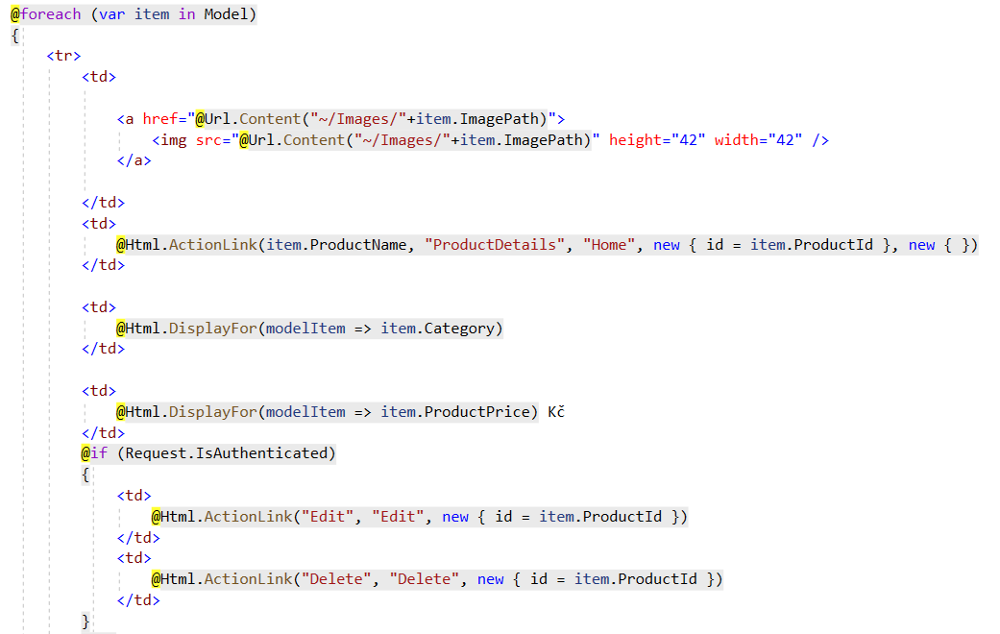 @foreach (var item in Model)
{
<tr>
<td>
<a href="@Url.Content("~/Images/"+item.ImagePath)">
<img src="@Url.Content("~/Images/"+item.ImagePath)" height="42" width="42" />
</a>
</td>
<td>
@Html.ActionLink(item.ProductName, "ProductDetails", "Home", new { id = item.ProductId }, new { })
</td>
<td>
@Html.DisplayFor(modelItem => item.Category)
</td>
<td>
@Html.DisplayFor(modelItem => item.ProductPrice) Kč
</td>
@if (Request.IsAuthenticated)
{
<td>
@Html.ActionLink("Edit", "Edit", new { id = item.ProductId })
</td>
<td>
@Html.ActionLink("Delete", "Delete", new { id = item.ProductId })
</td>
}